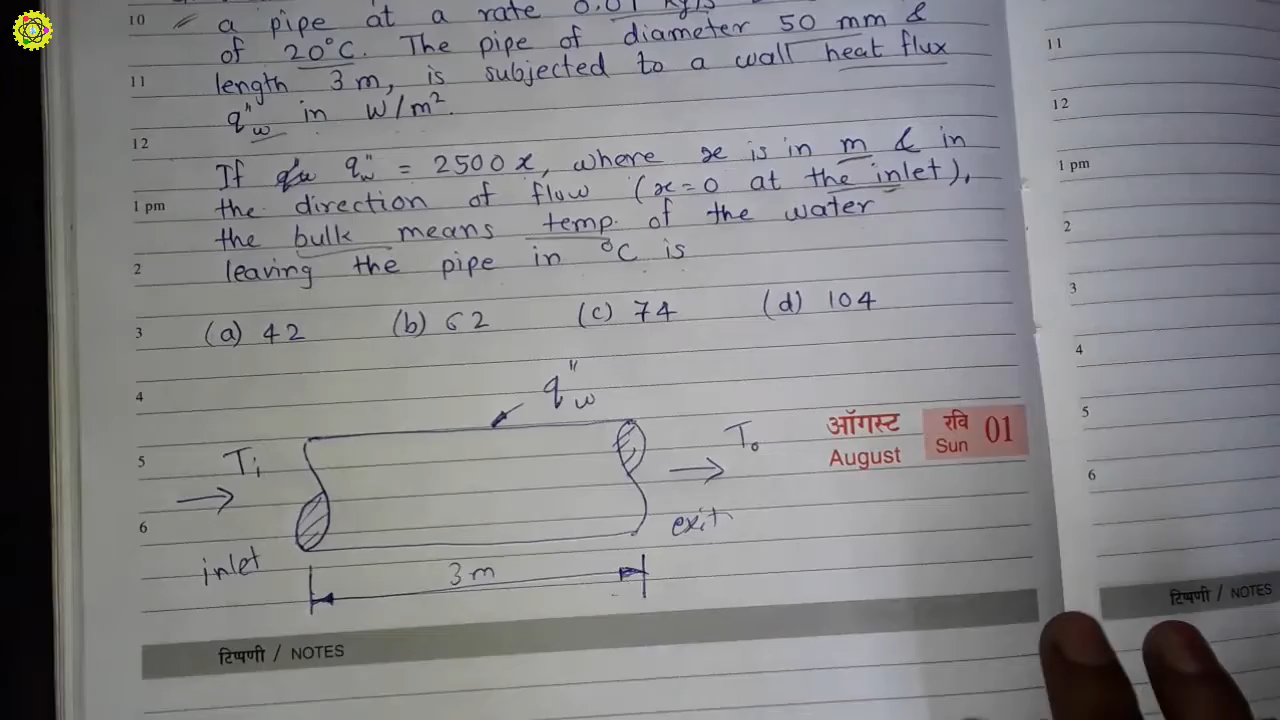 10 a pipe at a rate 0.01 kg/s
of 20°C. The pipe of diameter 50 mm &
11 length 3 m, is subjected to a wall heat flux
q"w in W/m².
12
If q"w = 2500 x, where x is in m & in
1 pm the direction of flow (x=0 at the inlet),
the bulk means temp. of the water
2 leaving the pipe in °C is
3 (a) 42 (b) 62 (c) 74 (d) 104
4
q"w
5 Ti
To
6
inlet
exit
3 m
ऑगस्ट रवि 01
August Sun
टिपणी / NOTES
11
12
1 pm
2
3
4
5
6
टिपणी / NOTES